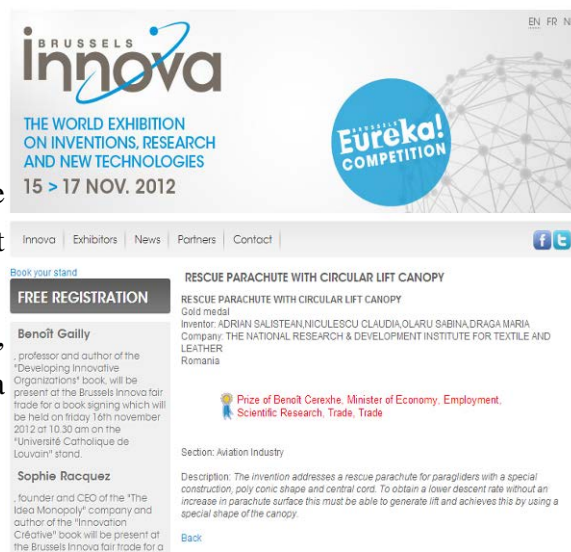 EN FR N
BRUSSELS
innova
THE WORLD EXHIBITION
ON INVENTIONS, RESEARCH
AND NEW TECHNOLOGIES
15 > 17 NOV. 2012
BRUSSELS
Eureka!
COMPETITION
e
t
,
a
Innova Exhibitors News Partners Contact
Book your stand
FREE REGISTRATION
Benoît Gailly
, professor and author of the
"Developing Innovative
Organizations" book, will be
present at the Brussels Innova fair
trade for a book signing which will
be held on friday 16th november
2012 at 10.30 am on the
"Université Catholique de
Louvain" stand.
Sophie Racquez
, founder and CEO of the "The
Idea Monopoly" company and
author of the "Innovation
Créative" book will be present at
the Brussels Innova fair trade for a
RESCUE PARACHUTE WITH CIRCULAR LIFT CANOPY
RESCUE PARACHUTE WITH CIRCULAR LIFT CANOPY
Gold medal
Inventor: ADRIAN SALISTEAN,NICULESCU CLAUDIA,OLARU SABINA,DRAGA MARIA
Company: THE NATIONAL RESEARCH & DEVELOPMENT INSTITUTE FOR TEXTILE AND
LEATHER
Romania
Prize of Benoît Cerexhe, Minister of Economy, Employment,
Scientific Research, Trade, Trade
Section: Aviation Industry
Description: The invention addresses a rescue parachute for paragliders with a special
construction, poly conic shape and central cord. To obtain a lower descent rate without an
increase in parachute surface this must be able to generate lift and achieves this by using a
special shape of the canopy.
Back